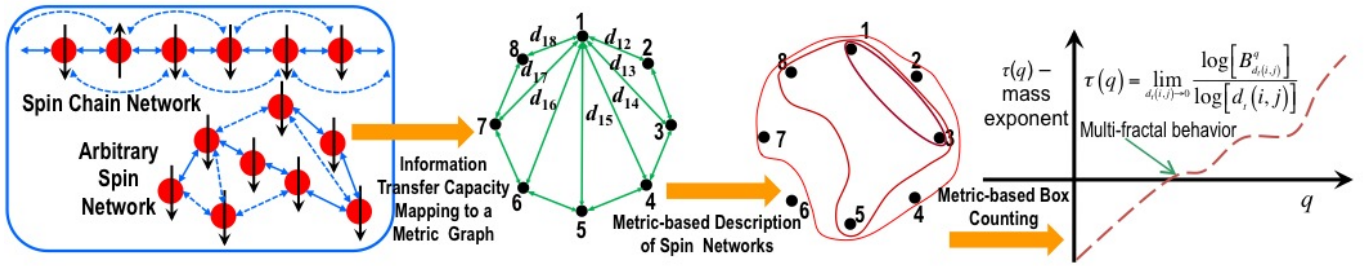 Spin Chain Network
Arbitrary
Spin
Network
Information
Transfer Capacity
Mapping to a
Metric Graph
1
d₁₈ d₁₂
8 2
d₁₇ d₁₃
d₁₆ d₁₄
d₁₅
7 3
6 4
5
Metric-based Description
of Spin Networks
1
8 2
7 3
6 5 4
Metric-based Box
Counting
τ(q) –
mass
exponent
τ(q) = lim_{d_t(i,j)→0} log[B^q_{d_t(i,j)}] / log[d_t(i,j)]
Multi-fractal behavior
q